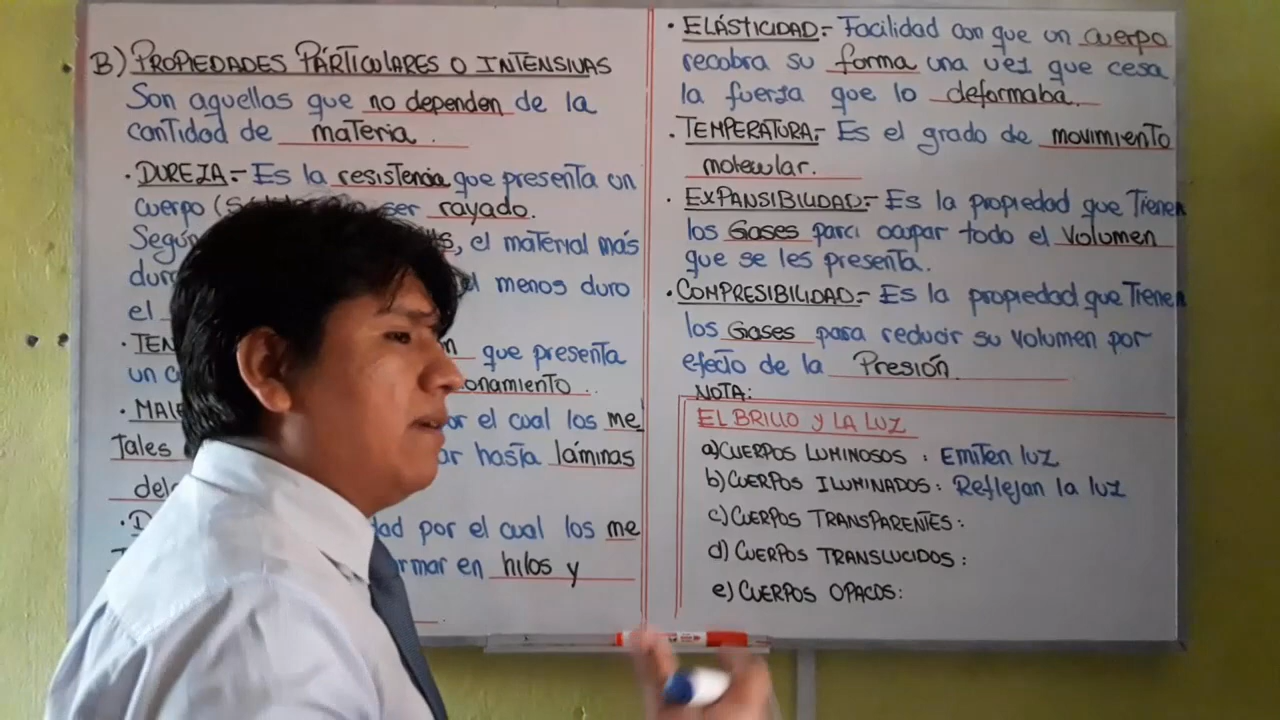 B) PROPIEDADES PÁRTICULARES O INTENSIVAS
Son aquellas que no dependen de la
cantidad de materia.
• DUREZA.- Es la resistencia que presenta un
cuerpo ser rayado.
Según , el material más
duro menos duro
el
• TEN que presenta
un c onamiento.
• MALE or el cual los me
tales ar hasta láminas
del
dad por el cual los me
rmar en hilos y
• ELÁSTICIDAD.- Facilidad con que un cuerpo
recobra su forma una vez que cesa
la fuerza que lo deformaba.
• TEMPERATURA.- Es el grado de movimiento
molecular.
• EXPANSIBILIDAD.- Es la propiedad que Tienen
los Gases para ocupar todo el Volumen
que se les presenta.
• COMPRESIBILIDAD.- Es la propiedad que Tienen
los Gases para reducir su volumen por
efecto de la Presión.
NOTA:
EL BRILLO y LA LUZ
a) CUERPOS LUMINOSOS : Emiten luz
b) CUERPOS ILUMINADOS: Reflejan la luz
c) CUERPOS TRANSPARENTES:
d) CUERPOS TRANSLUCIDOS:
e) CUERPOS OPACOS: